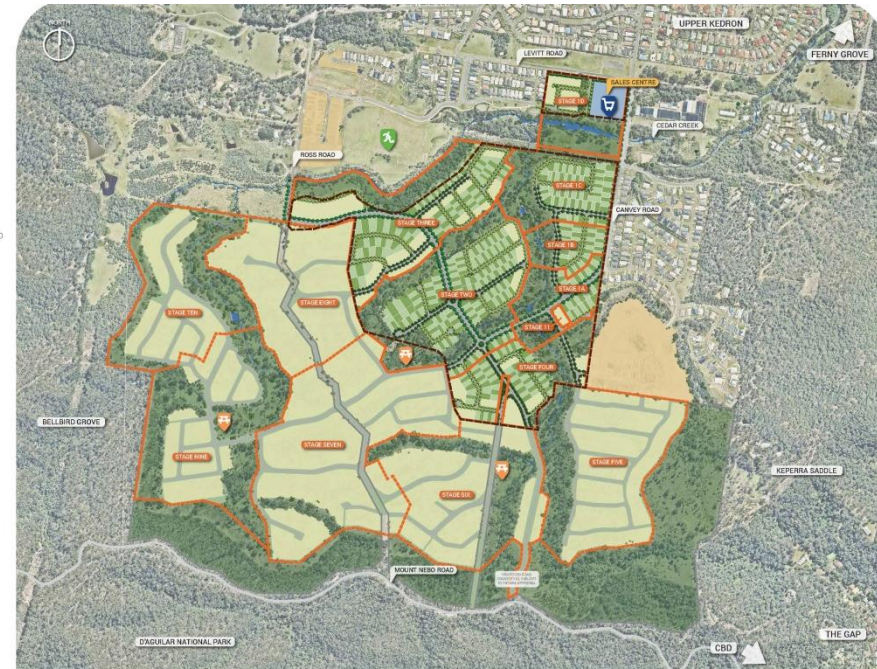 NORTH
UPPER KEDRON
FERNY GROVE
LEVITT ROAD
SALES CENTRE
STAGE 1D
CEDAR CREEK
ROSS ROAD
STAGE 1C
CANVEY ROAD
STAGE THREE
STAGE 1B
STAGE 1A
STAGE TWO
STAGE EIGHT
STAGE TEN
STAGE 11
STAGE FOUR
BELLBIRD GROVE
STAGE SEVEN
STAGE NINE
STAGE FIVE
KEPERRA SADDLE
STAGE SIX
MOUNT NEBO ROAD
D'AGUILAR NATIONAL PARK
THE GAP
CBD